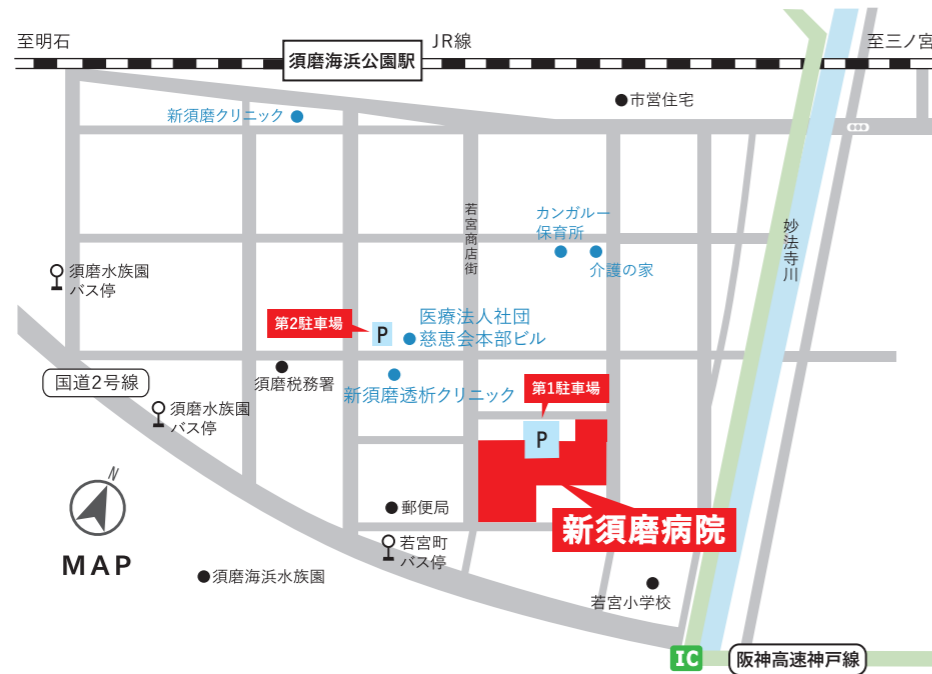 至明石
JR線
至三ノ宮
須磨海浜公園駅
市営住宅
新須磨クリニック
若宮商店街
カンガルー
保育所
介護の家
妙法寺川
須磨水族園
バス停
第2駐車場
P
医療法人社団
慈恵会本部ビル
国道2号線
須磨税務署
新須磨透析クリニック
第1駐車場
P
須磨水族園
バス停
N
MAP
郵便局
新須磨病院
若宮町
バス停
須磨海浜水族園
若宮小学校
IC
阪神高速神戸線